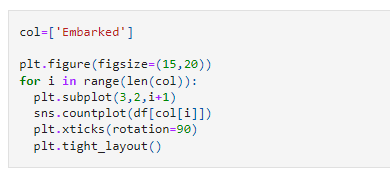 col=['Embarked']
plt.figure(figsize=(15,20))
for i in range(len(col)):
  plt.subplot(3,2,i+1)
  sns.countplot(df[col[i]])
  plt.xticks(rotation=90)
  plt.tight_layout()